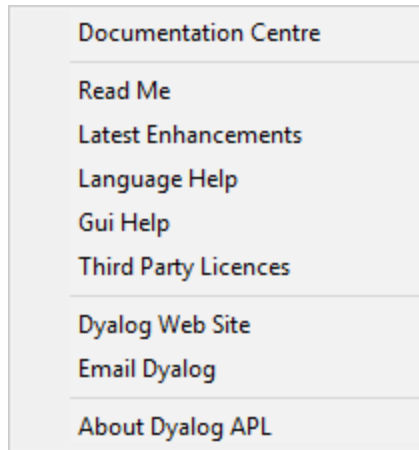 Documentation Centre
Read Me
Latest Enhancements
Language Help
Gui Help
Third Party Licences
Dyalog Web Site
Email Dyalog
About Dyalog APL